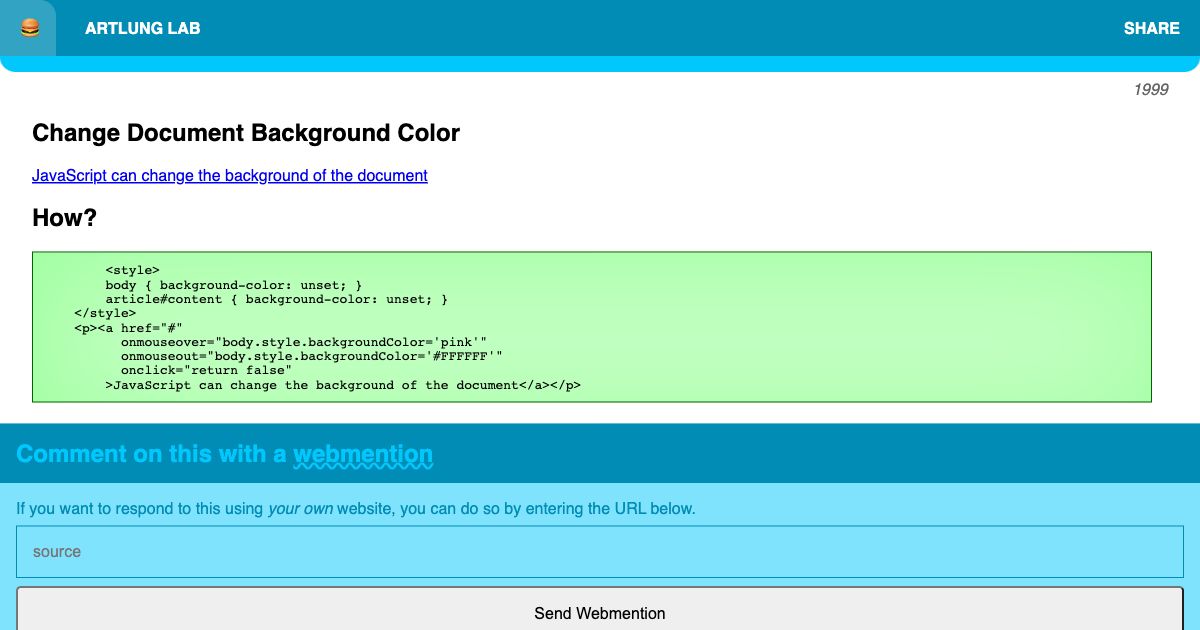 ARTLUNG LAB
SHARE
1999
Change Document Background Color
JavaScript can change the background of the document
How?
<style>
body { background-color: unset; }
article#content { background-color: unset; }
</style>
<p><a href="#"
onmouseover="body.style.backgroundColor='pink'"
onmouseout="body.style.backgroundColor='#FFFFFF'"
onclick="return false"
>JavaScript can change the background of the document</a></p>
Comment on this with a webmention
If you want to respond to this using your own website, you can do so by entering the URL below.
source
Send Webmention